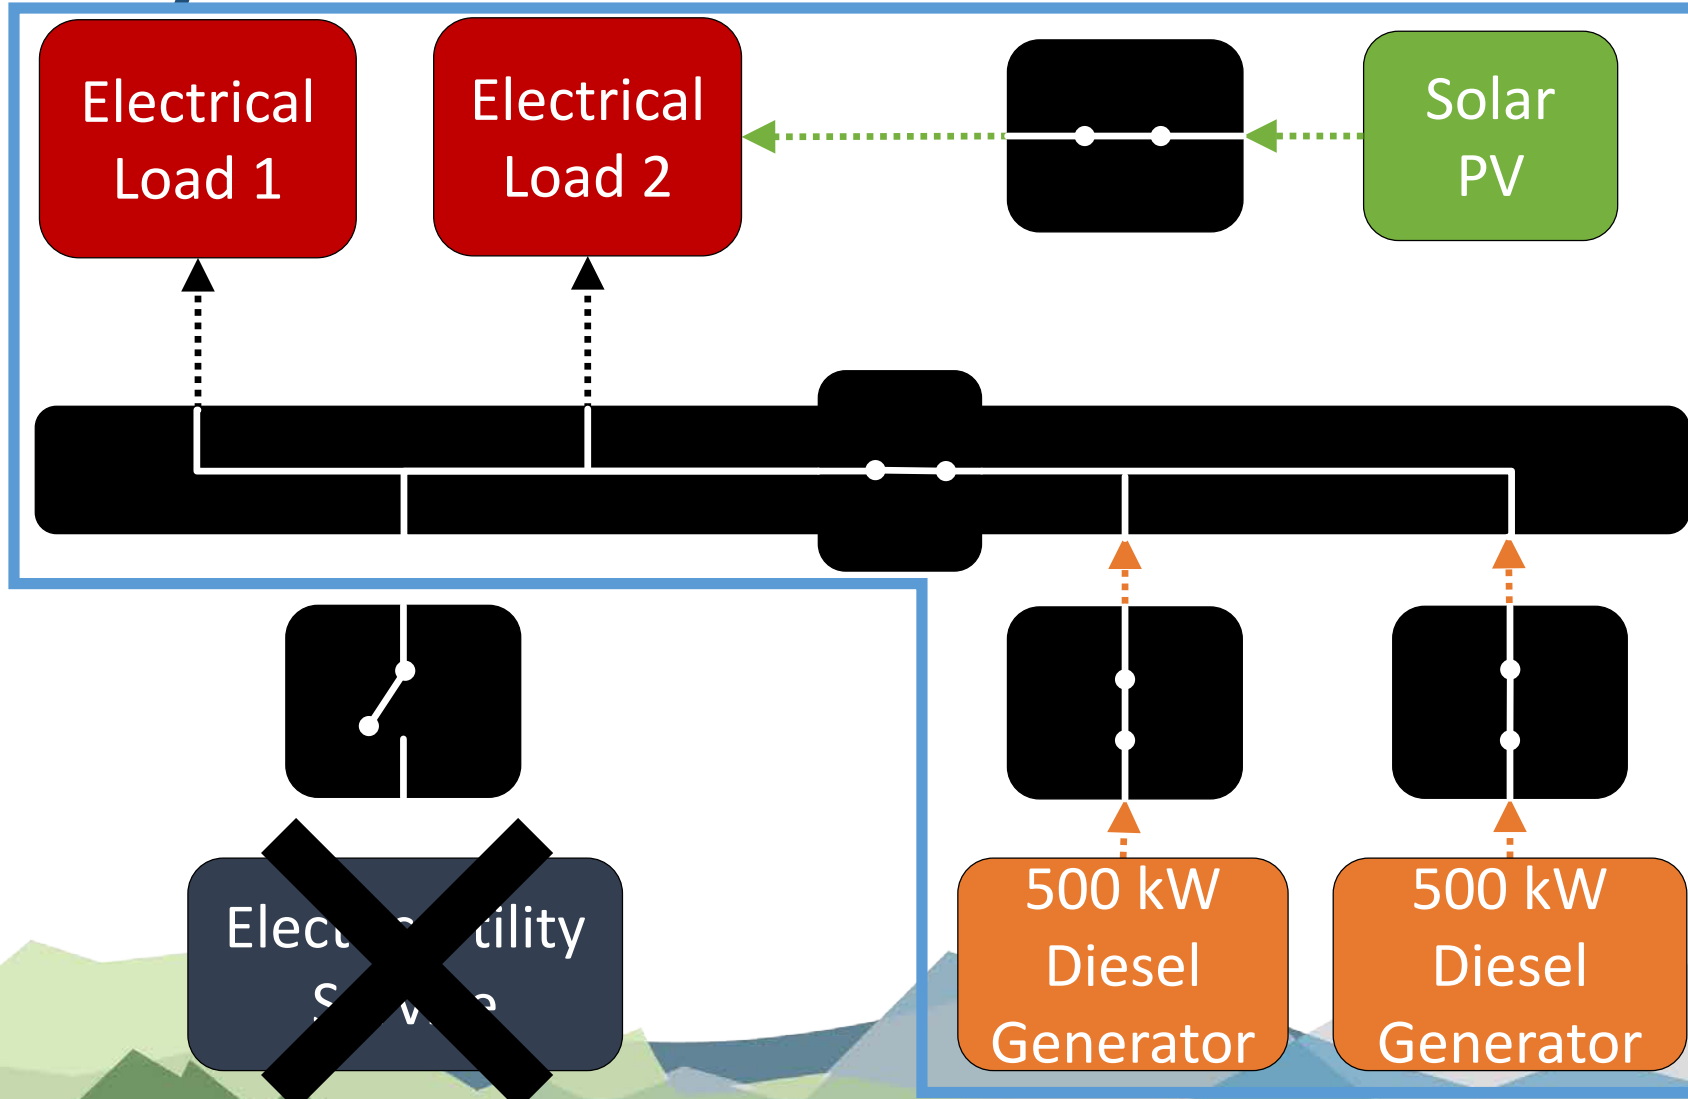 Electrical
Load 1
Electrical
Load 2
Solar
PV
500 kW
Diesel
Generator
500 kW
Diesel
Generator